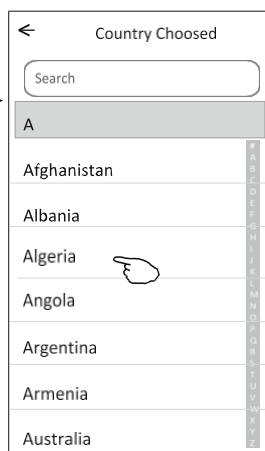 Country Choosed
Search
A
Afghanistan
Albania
Algeria
Angola
Argentina
Armenia
Australia
#
A
B
C
D
E
F
G
H
I
J
K
L
M
N
O
P
Q
R
S
T
U
V
W
X
Y
Z